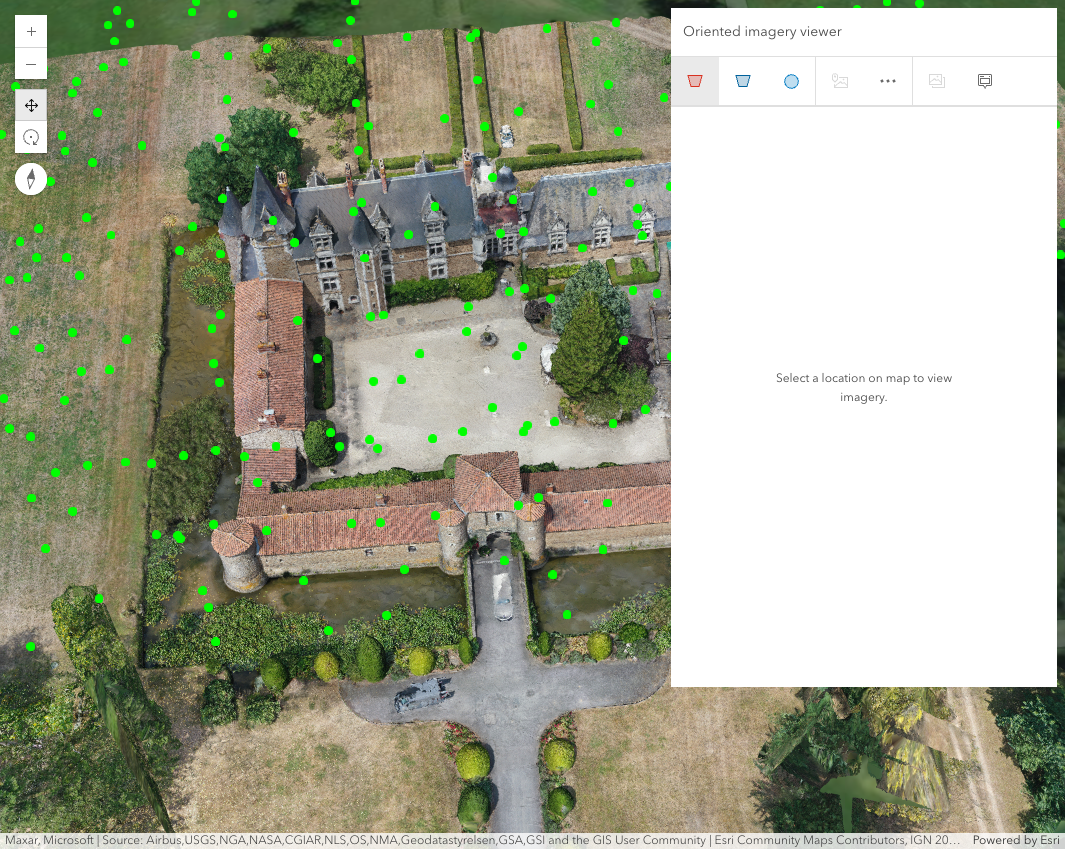 Oriented imagery viewer
Select a location on map to view
imagery.
Maxar, Microsoft | Source: Airbus,USGS,NGA,NASA,CGIAR,NLS,OS,NMA,Geodatastyrelsen,GSA,GSI and the GIS User Community | Esri Community Maps Contributors, IGN 20… Powered by Esri